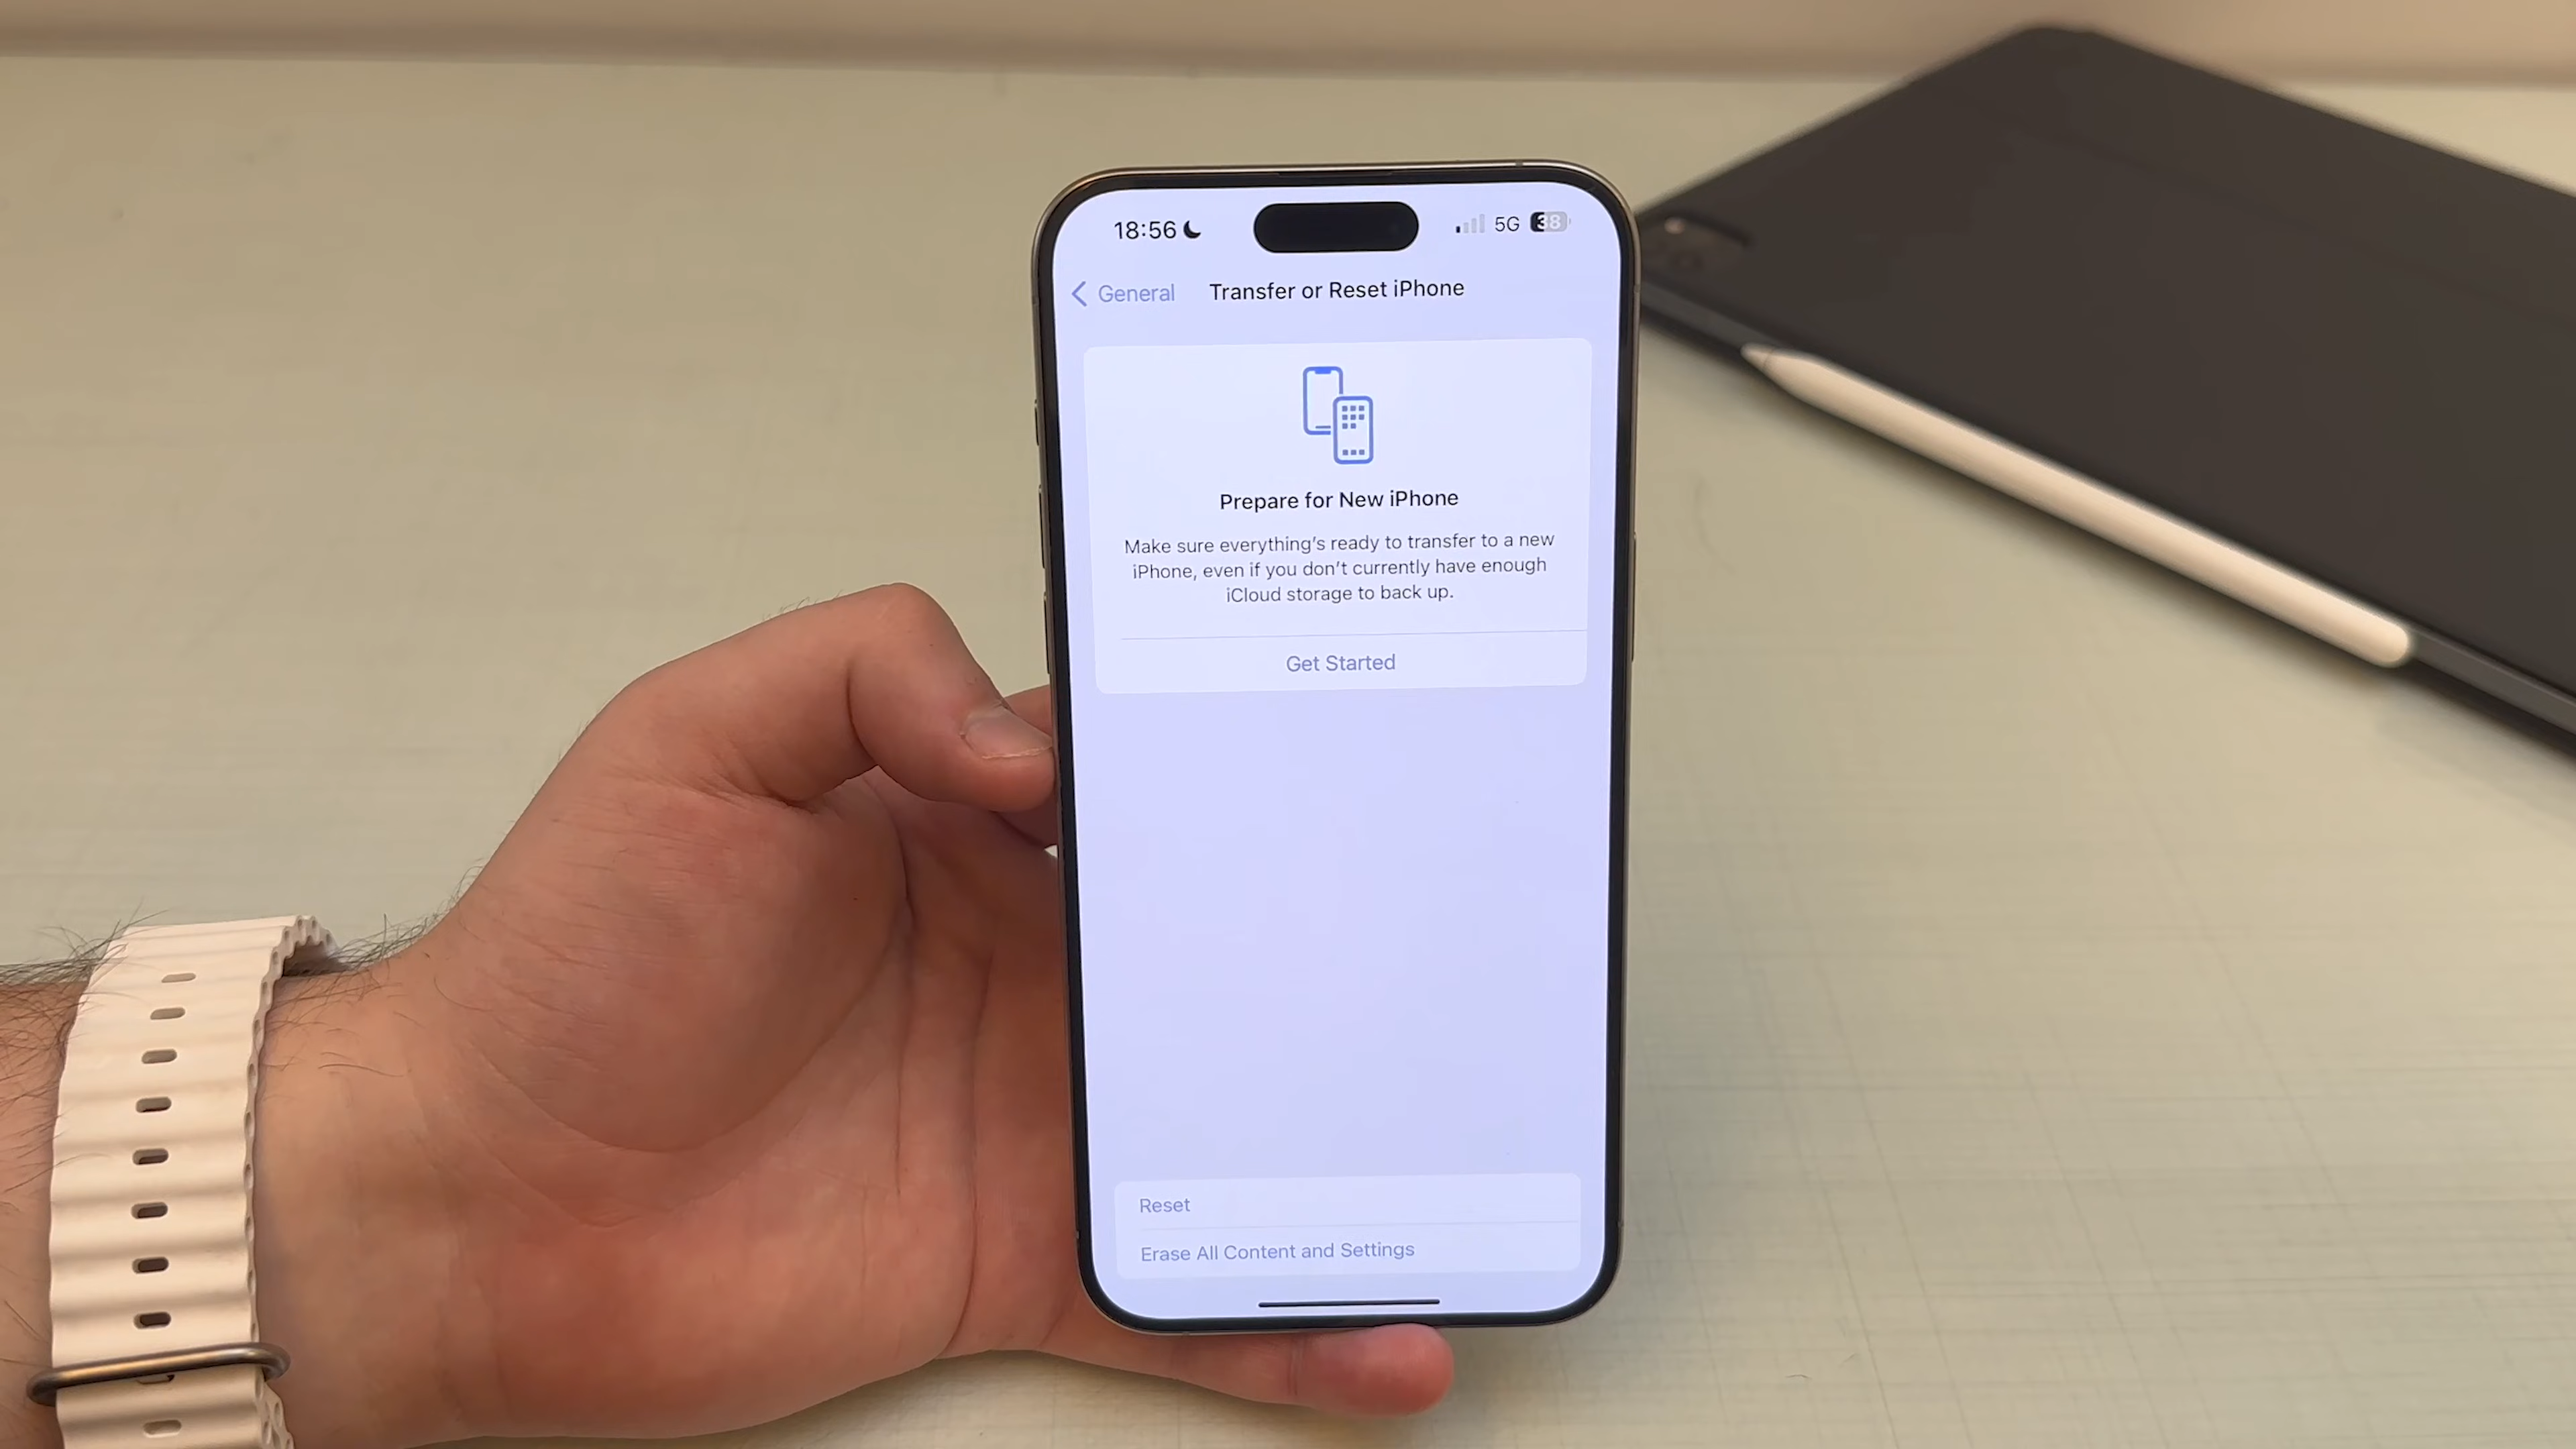 18:56
5G
38
General
Transfer or Reset iPhone
Prepare for New iPhone
Make sure everything's ready to transfer to a new
iPhone, even if you don't currently have enough
iCloud storage to back up.
Get Started
Reset
Erase All Content and Settings